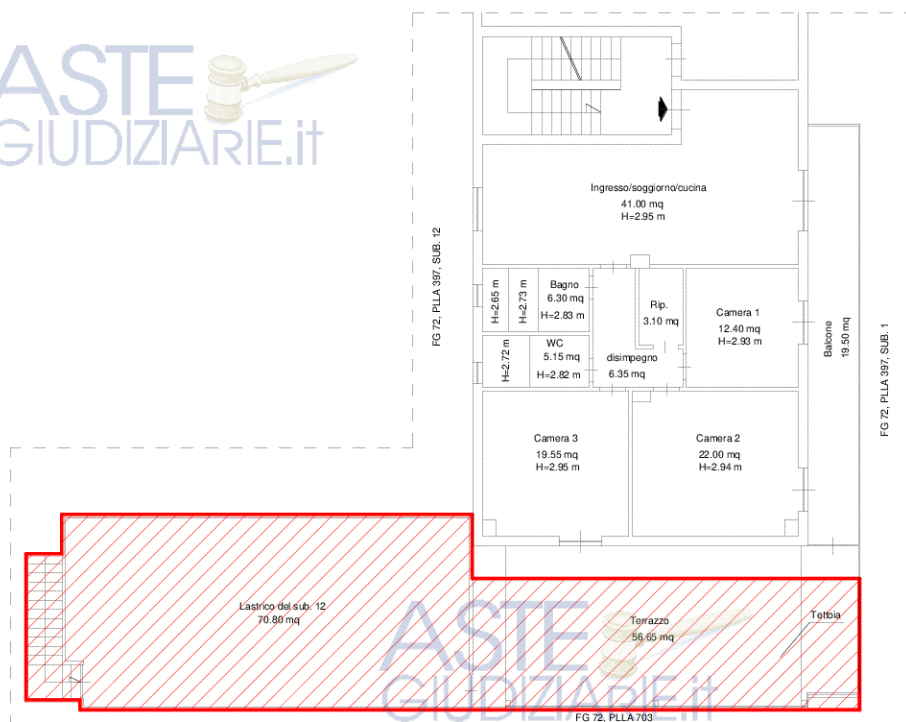 ASTE
GIUDIZIARIE.it
Ingresso/soggiorno/cucina
41.00 mq
H=2.95 m
FG 72, PLLA 397, SUB. 12
H=2.65 m
H=2.73 m
Bagno
6.30 mq
H=2.83 m
Rip.
3.10 mq
Camera 1
12.40 mq
H=2.93 m
Balcone
19.50 mq
FG 72, PLLA 397, SUB. 1
H=2.72 m
WC
5.15 mq
H=2.82 m
disimpegno
6.35 mq
Camera 3
19.55 mq
H=2.95 m
Camera 2
22.00 mq
H=2.94 m
Lastrico del sub. 12
70.80 mq
Terrazzo
56.65 mq
Tettoia
ASTE
GIUDIZIARIE.it
FG 72, PLLA 703